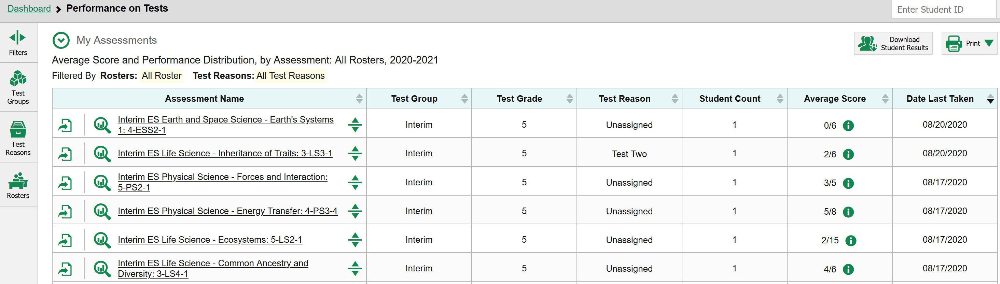 Dashboard Performance on Tests
Enter Student ID
Filters
Test
Groups
Test
Reasons
Rosters
My Assessments
Download
Student Results
Print
Average Score and Performance Distribution, by Assessment: All Rosters, 2020-2021
Filtered By Rosters: All Roster Test Reasons: All Test Reasons
Assessment Name Test Group Test Grade Test Reason Student Count Average Score Date Last Taken
Interim ES Earth and Space Science - Earth's Systems
1: 4-ESS2-1
Interim 5 Unassigned 1 0/6 08/20/2020
Interim ES Life Science - Inheritance of Traits: 3-LS3-1 Interim 5 Test Two 1 2/6 08/20/2020
Interim ES Physical Science - Forces and Interaction:
5-PS2-1
Interim 5 Unassigned 1 3/5 08/17/2020
Interim ES Physical Science - Energy Transfer: 4-PS3-4 Interim 5 Unassigned 1 5/8 08/17/2020
Interim ES Life Science - Ecosystems: 5-LS2-1 Interim 5 Unassigned 1 2/15 08/17/2020
Interim ES Life Science - Common Ancestry and
Diversity: 3-LS4-1
Interim 5 Unassigned 1 4/6 08/17/2020